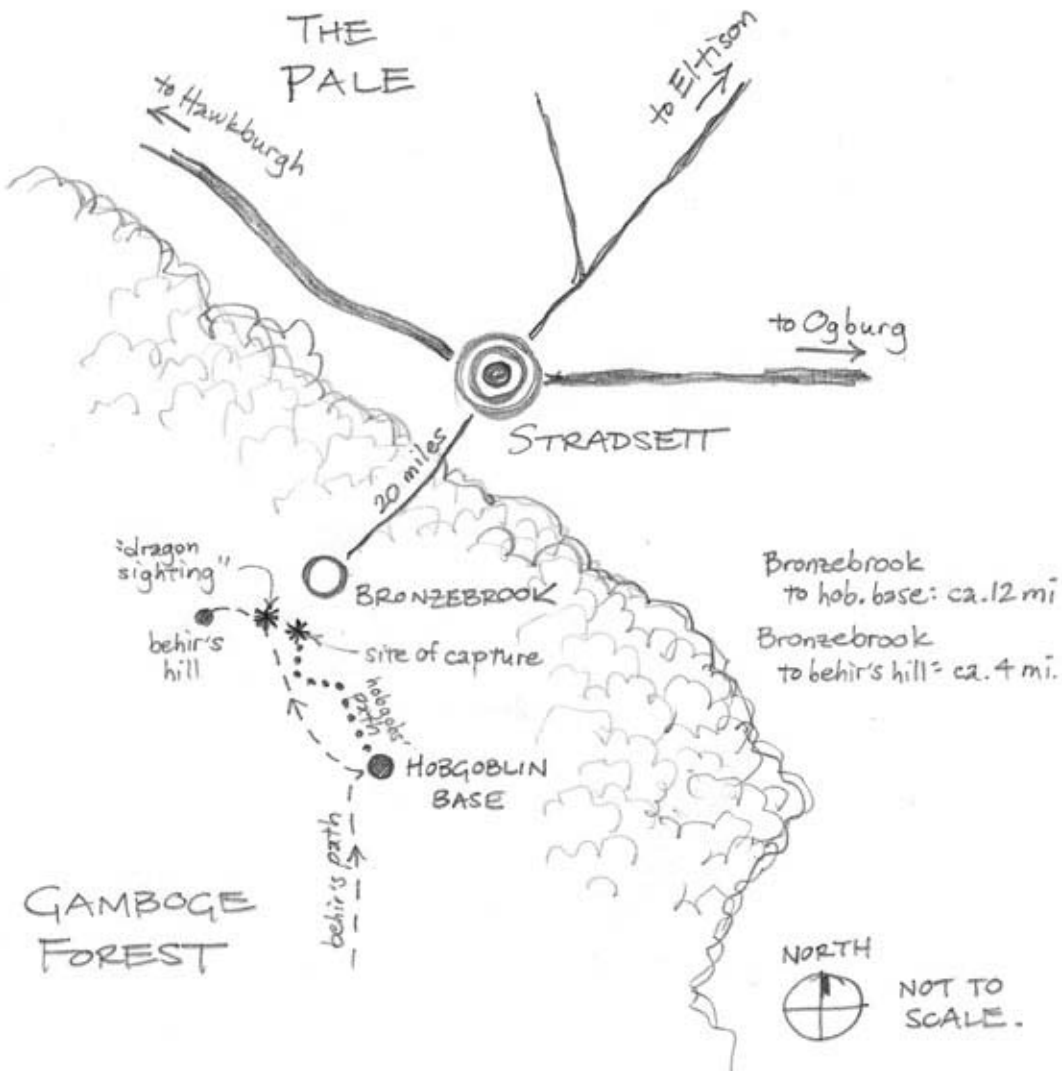 THE
PALE
to Hawkburgh
to Eltison
to Ogburg
STRADSETT
20 miles
"dragon
sighting"
BRONZEBROOK
behir's
hill
site of capture
Bronzebrook
to hob. base: ca. 12 mi
Bronzebrook
to behir's hill = ca. 4 mi.
hobgobs'
path
HOBGOBLIN
BASE
behir's path
GAMBOGE
FOREST
NORTH
NOT TO
SCALE.